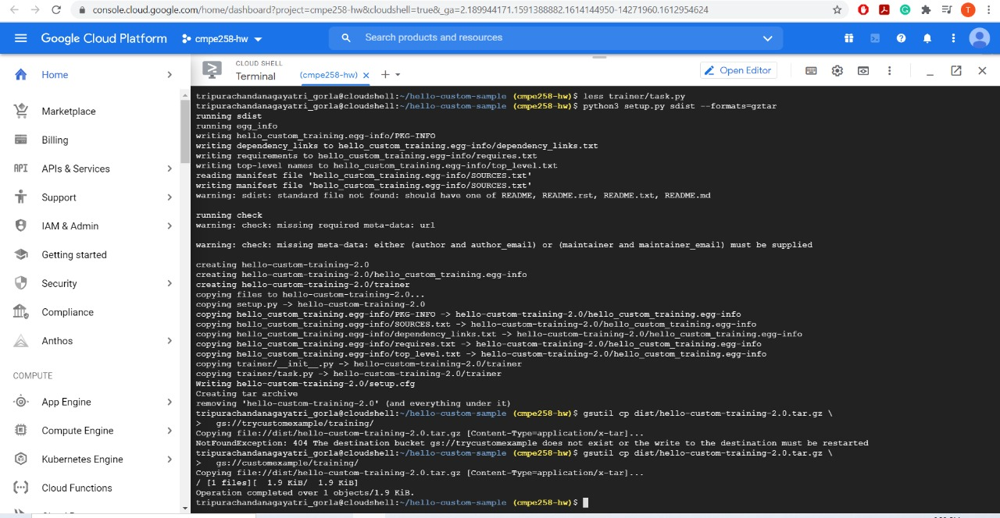 console.cloud.google.com/home/dashboard?project=cmpe258-hw&cloudshell=true&_ga=2.189944171.1591388882.1614144950-14271960.1612954624
T
Google Cloud Platform
cmpe258-hw
Search products and resources
Home
Marketplace
Billing
API APIs & Services
Support
IAM & Admin
Getting started
Security
Compliance
Anthos
COMPUTE
App Engine
Compute Engine
Kubernetes Engine
Cloud Functions
CLOUD SHELL
Terminal
(cmpe258-hw)
Open Editor
tripurachandanagayatri_gorla@cloudshell:~/hello-custom-sample (cmpe258-hw)$ less trainer/task.py
tripurachandanagayatri_gorla@cloudshell:~/hello-custom-sample (cmpe258-hw)$ python3 setup.py sdist --formats=gztar
running sdist
running egg_info
writing hello_custom_training.egg-info/PKG-INFO
writing dependency_links to hello_custom_training.egg-info/dependency_links.txt
writing requirements to hello_custom_training.egg-info/requires.txt
writing top-level names to hello_custom_training.egg-info/top_level.txt
reading manifest file 'hello_custom_training.egg-info/SOURCES.txt'
writing manifest file 'hello_custom_training.egg-info/SOURCES.txt'
warning: sdist: standard file not found: should have one of README, README.rst, README.txt, README.md
running check
warning: check: missing required meta-data: url
warning: check: missing meta-data: either (author and author_email) or (maintainer and maintainer_email) must be supplied
creating hello-custom-training-2.0
creating hello-custom-training-2.0/hello_custom_training.egg-info
creating hello-custom-training-2.0/trainer
copying files to hello-custom-training-2.0...
copying setup.py -> hello-custom-training-2.0
copying hello_custom_training.egg-info/PKG-INFO -> hello-custom-training-2.0/hello_custom_training.egg-info
copying hello_custom_training.egg-info/SOURCES.txt -> hello-custom-training-2.0/hello_custom_training.egg-info
copying hello_custom_training.egg-info/dependency_links.txt -> hello-custom-training-2.0/hello_custom_training.egg-info
copying hello_custom_training.egg-info/requires.txt -> hello-custom-training-2.0/hello_custom_training.egg-info
copying hello_custom_training.egg-info/top_level.txt -> hello-custom-training-2.0/hello_custom_training.egg-info
copying trainer/__init__.py -> hello-custom-training-2.0/trainer
copying trainer/task.py -> hello-custom-training-2.0/trainer
Writing hello-custom-training-2.0/setup.cfg
Creating tar archive
removing 'hello-custom-training-2.0' (and everything under it)
tripurachandanagayatri_gorla@cloudshell:~/hello-custom-sample (cmpe258-hw)$ gsutil cp dist/hello-custom-training-2.0.tar.gz \
> gs://trycustomexample/training/
Copying file://dist/hello-custom-training-2.0.tar.gz [Content-Type=application/x-tar]...
NotFoundException: 404 The destination bucket gs://trycustomexample does not exist or the write to the destination must be restarted
tripurachandanagayatri_gorla@cloudshell:~/hello-custom-sample (cmpe258-hw)$ gsutil cp dist/hello-custom-training-2.0.tar.gz \
> gs://customexample/training/
Copying file://dist/hello-custom-training-2.0.tar.gz [Content-Type=application/x-tar]...
/ [1 files][ 1.9 KiB/ 1.9 KiB]
Operation completed over 1 objects/1.9 KiB.
tripurachandanagayatri_gorla@cloudshell:~/hello-custom-sample (cmpe258-hw)$